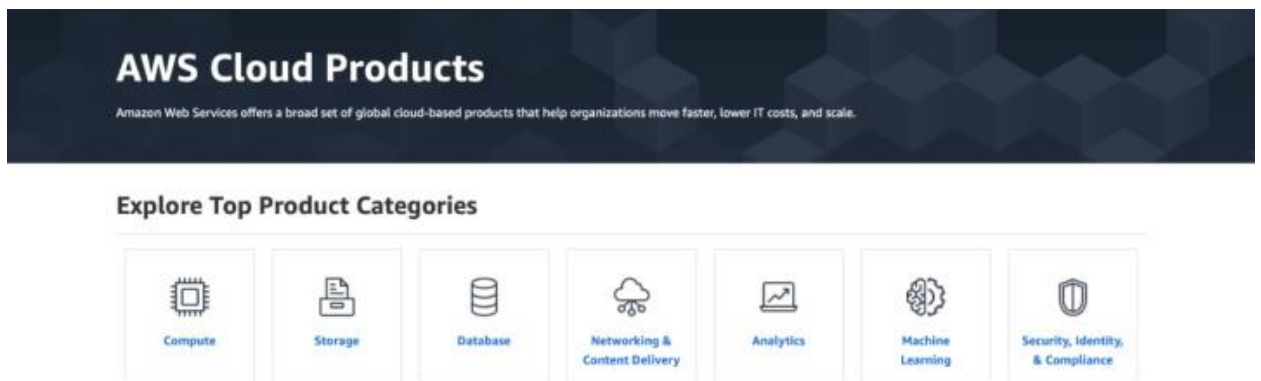 AWS Cloud Products
Amazon Web Services offers a broad set of global cloud-based products that help organizations move faster, lower IT costs, and scale.
Explore Top Product Categories
Compute
Storage
Database
Networking &
Content Delivery
Analytics
Machine
Learning
Security, Identity,
& Compliance